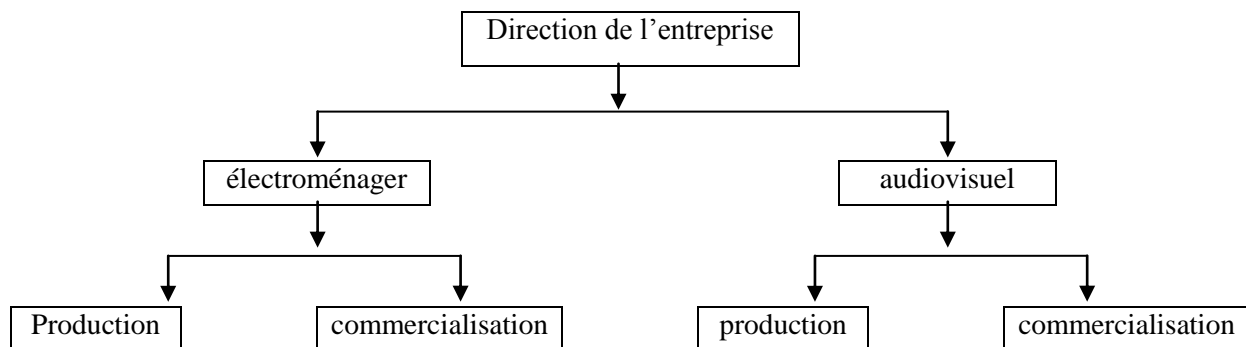 Direction de l’entreprise
électroménager
audiovisuel
Production
commercialisation
production
commercialisation